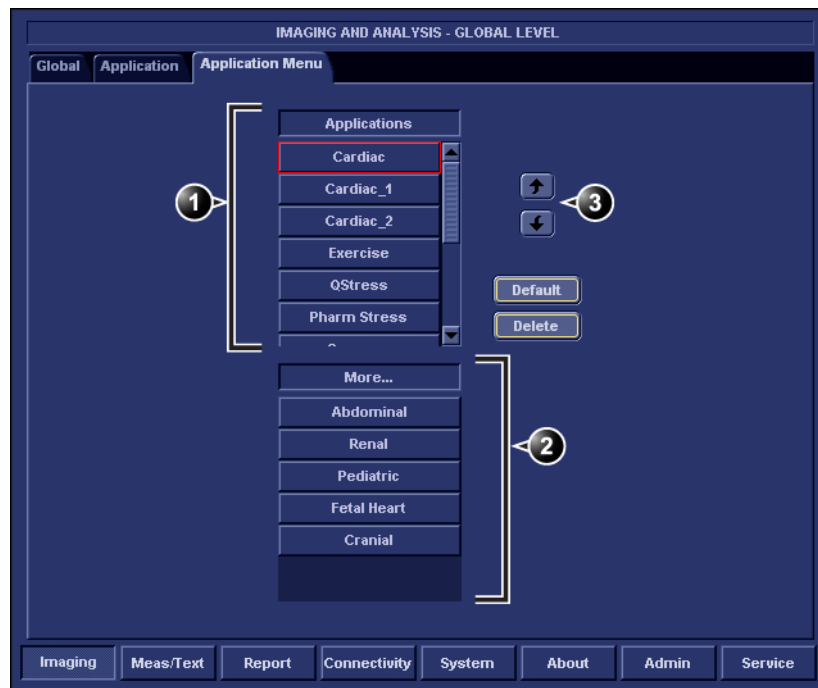 IMAGING AND ANALYSIS - GLOBAL LEVEL
Global Application Application Menu
Applications
Cardiac
Cardiac_1
Cardiac_2
Exercise
QStress
Pharm Stress
1
3
Default
Delete
More...
Abdominal
Renal
Pediatric
Fetal Heart
Cranial
2
Imaging Meas/Text Report Connectivity System About Admin Service